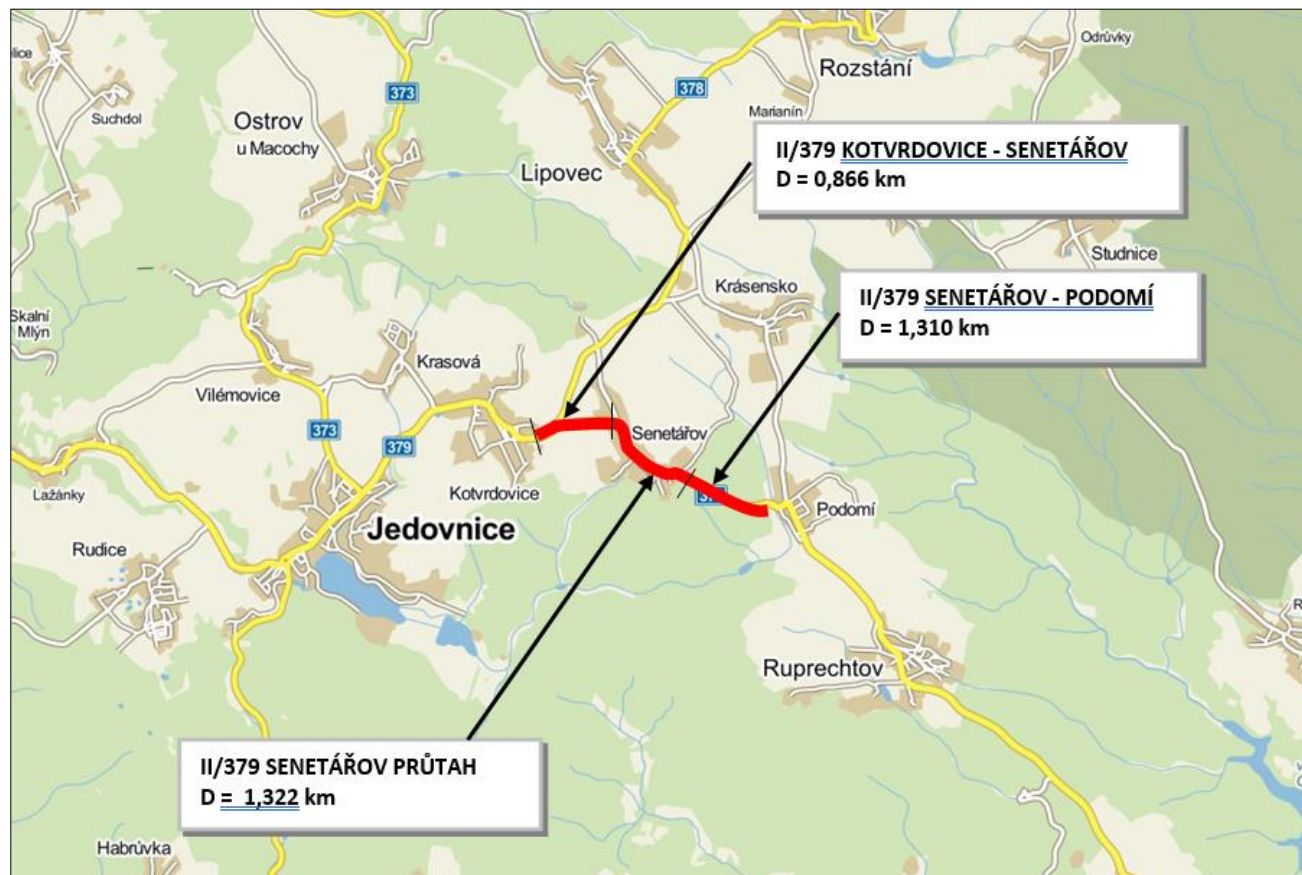 373
Suchdol
Ostrov
u Macochy
378
Lipovec
Rozstání
Odrůvky
Marianín
II/379 KOTVRDOVICE - SENETÁŘOV
D = 0,866 km
Studnice
Krásensko
II/379 SENETÁŘOV - PODOMÍ
D = 1,310 km
Skalní
Mlýn
Vilémovice
Krasová
373
379
Senetářov
Lažánky
Kotvrdovice
Podomí
Jedovnice
Rudice
Ruprechtov
II/379 SENETÁŘOV PRŮTAH
D = 1,322 km
Habrůvka